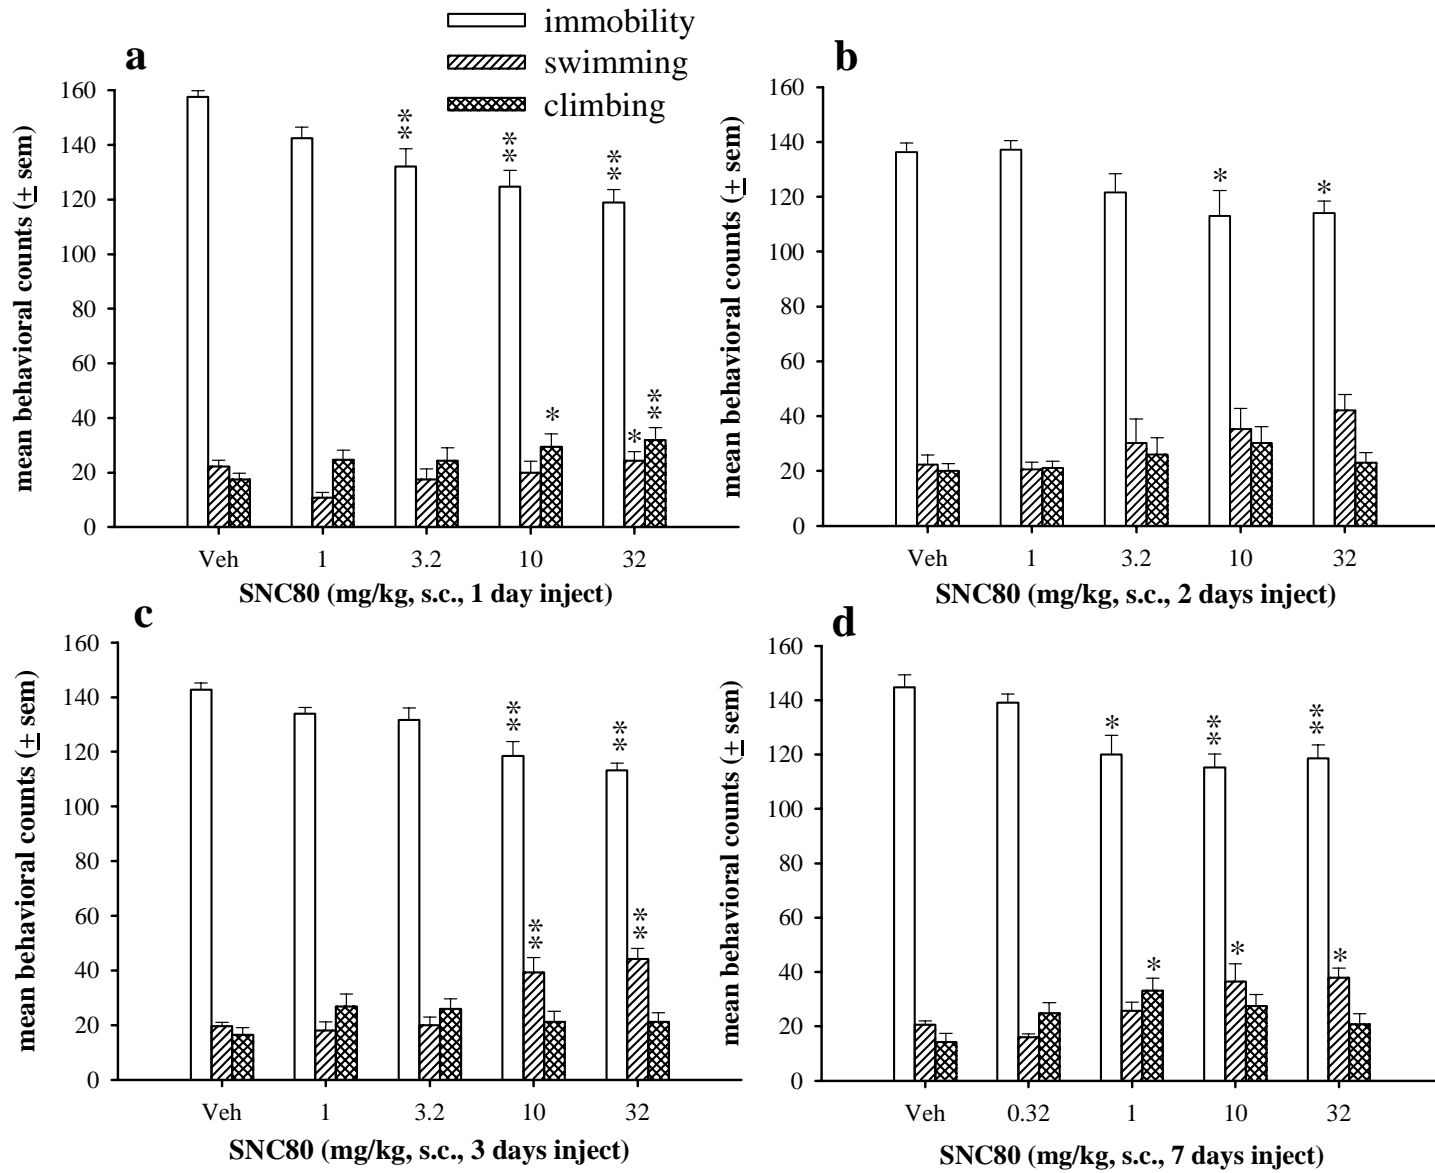 immobility
swimming
climbing
a
mean behavioral counts (± sem)
160
140
120
100
80
60
40
20
0
**
**
**
*
*
**
Veh 1 3.2 10 32
SNC80 (mg/kg, s.c., 1 day inject)
b
mean behavioral counts (± sem)
160
140
120
100
80
60
40
20
0
*
*
Veh 1 3.2 10 32
SNC80 (mg/kg, s.c., 2 days inject)
c
mean behavioral counts (± sem)
160
140
120
100
80
60
40
20
0
**
**
**
**
Veh 1 3.2 10 32
SNC80 (mg/kg, s.c., 3 days inject)
d
mean behavioral counts (± sem)
160
140
120
100
80
60
40
20
0
*
**
**
*
*
*
Veh 0.32 1 10 32
SNC80 (mg/kg, s.c., 7 days inject)